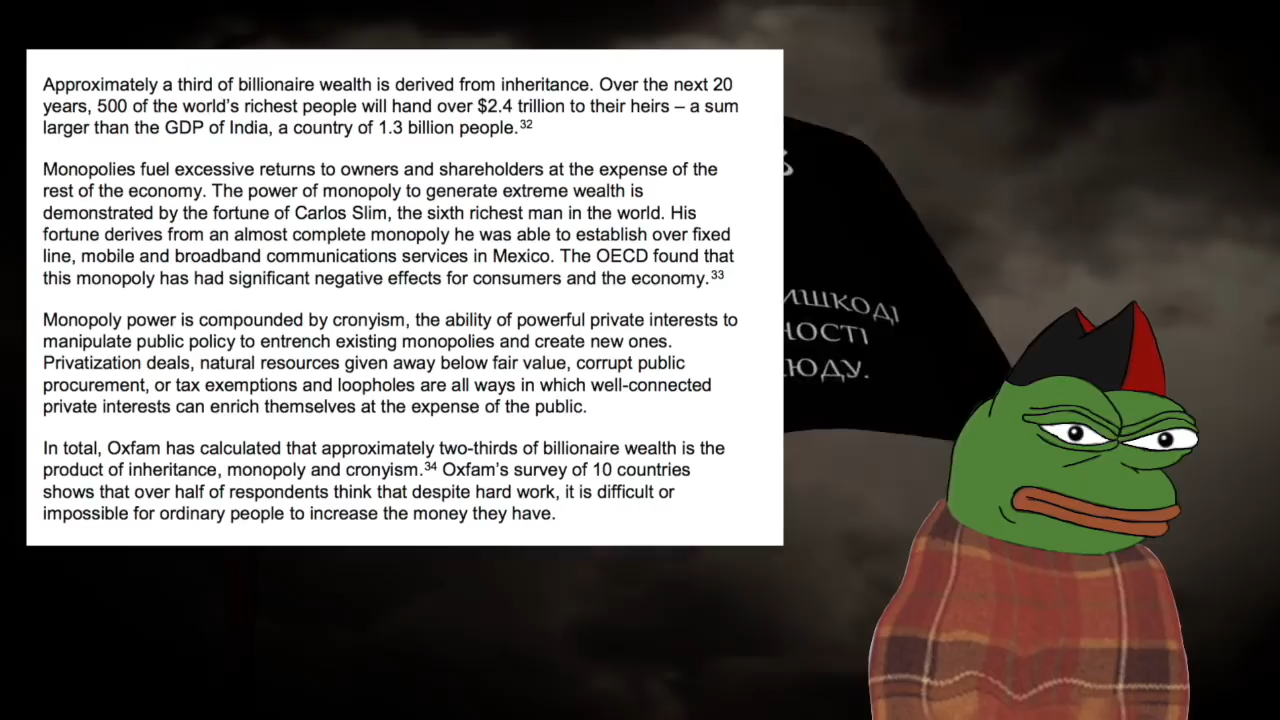 Approximately a third of billionaire wealth is derived from inheritance. Over the next 20
years, 500 of the world's richest people will hand over $2.4 trillion to their heirs – a sum
larger than the GDP of India, a country of 1.3 billion people.32
Monopolies fuel excessive returns to owners and shareholders at the expense of the
rest of the economy. The power of monopoly to generate extreme wealth is
demonstrated by the fortune of Carlos Slim, the sixth richest man in the world. His
fortune derives from an almost complete monopoly he was able to establish over fixed
line, mobile and broadband communications services in Mexico. The OECD found that
this monopoly has had significant negative effects for consumers and the economy.33
Monopoly power is compounded by cronyism, the ability of powerful private interests to
manipulate public policy to entrench existing monopolies and create new ones.
Privatization deals, natural resources given away below fair value, corrupt public
procurement, or tax exemptions and loopholes are all ways in which well-connected
private interests can enrich themselves at the expense of the public.
In total, Oxfam has calculated that approximately two-thirds of billionaire wealth is the
product of inheritance, monopoly and cronyism.34 Oxfam's survey of 10 countries
shows that over half of respondents think that despite hard work, it is difficult or
impossible for ordinary people to increase the money they have.
ИШКОДІ
НОСТІ
ЮДУ.